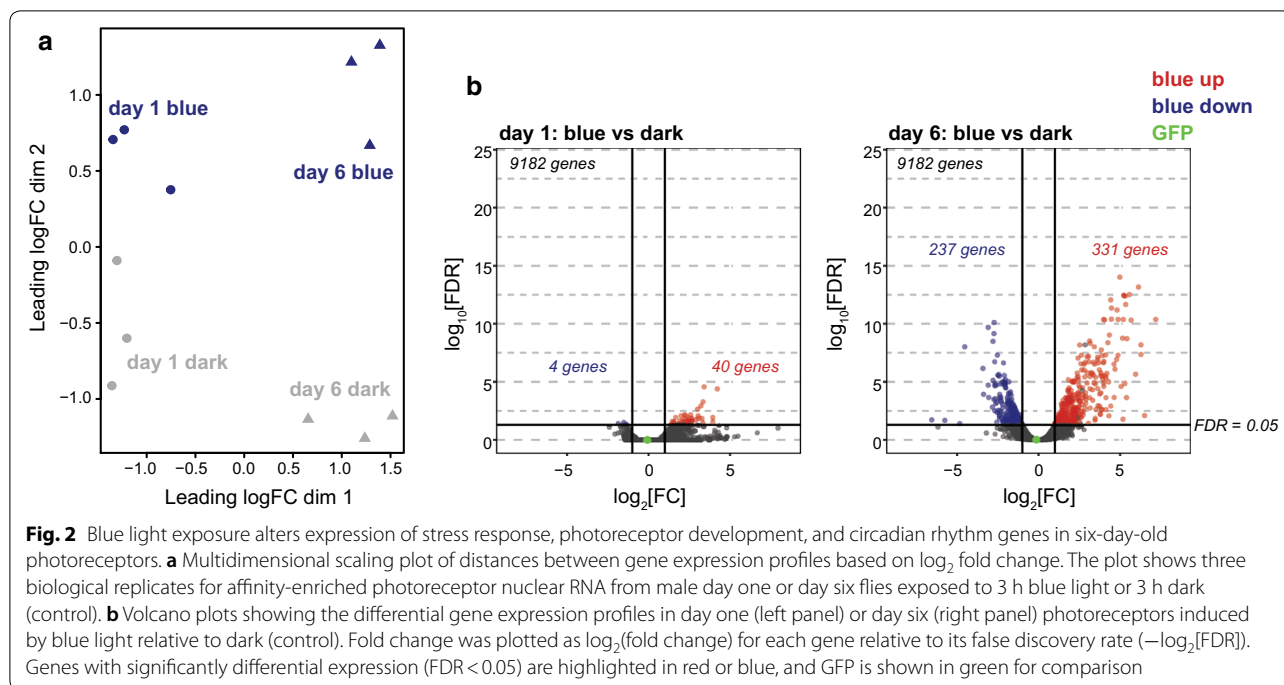 a
Leading logFC dim 2
1.0
0.5
0.0
−0.5
−1.0
day 1 blue
day 6 blue
day 1 dark
day 6 dark
−1.0 −0.5 0.0 0.5 1.0 1.5
Leading logFC dim 1
b
blue up
blue down
GFP
day 1: blue vs dark
log10[FDR]
25
20
15
10
5
0
9182 genes
4 genes
40 genes
−5 0 5
log2[FC]
day 6: blue vs dark
log10[FDR]
25
20
15
10
5
0
9182 genes
237 genes
331 genes
FDR = 0.05
−5 0 5
log2[FC]
Fig. 2 Blue light exposure alters expression of stress response, photoreceptor development, and circadian rhythm genes in six-day-old
photoreceptors. a Multidimensional scaling plot of distances between gene expression profiles based on log2 fold change. The plot shows three
biological replicates for affinity-enriched photoreceptor nuclear RNA from male day one or day six flies exposed to 3 h blue light or 3 h dark
(control). b Volcano plots showing the differential gene expression profiles in day one (left panel) or day six (right panel) photoreceptors induced
by blue light relative to dark (control). Fold change was plotted as log2(fold change) for each gene relative to its false discovery rate (−log2[FDR]).
Genes with significantly differential expression (FDR < 0.05) are highlighted in red or blue, and GFP is shown in green for comparison